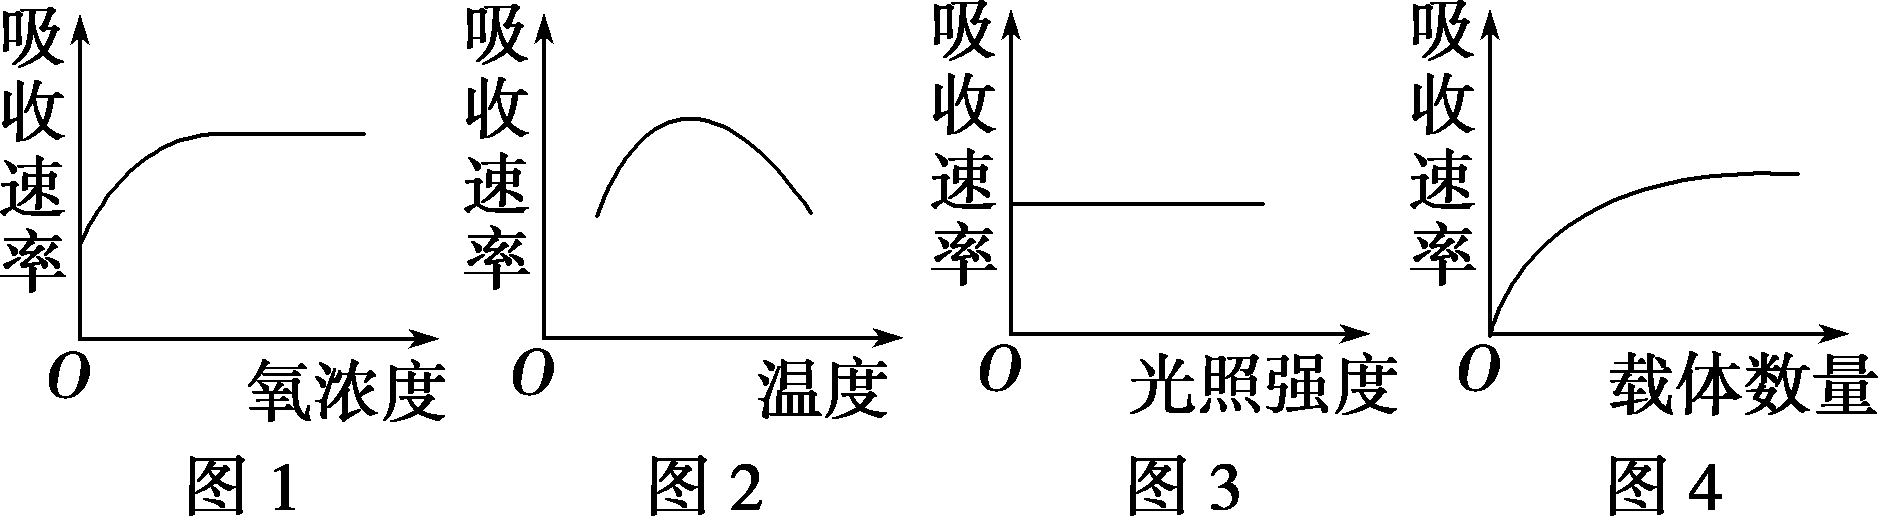 吸收速率
O
氧浓度
图 1
吸收速率
O
温度
图 2
吸收速率
O
光照强度
图 3
吸收速率
O
载体数量
图 4